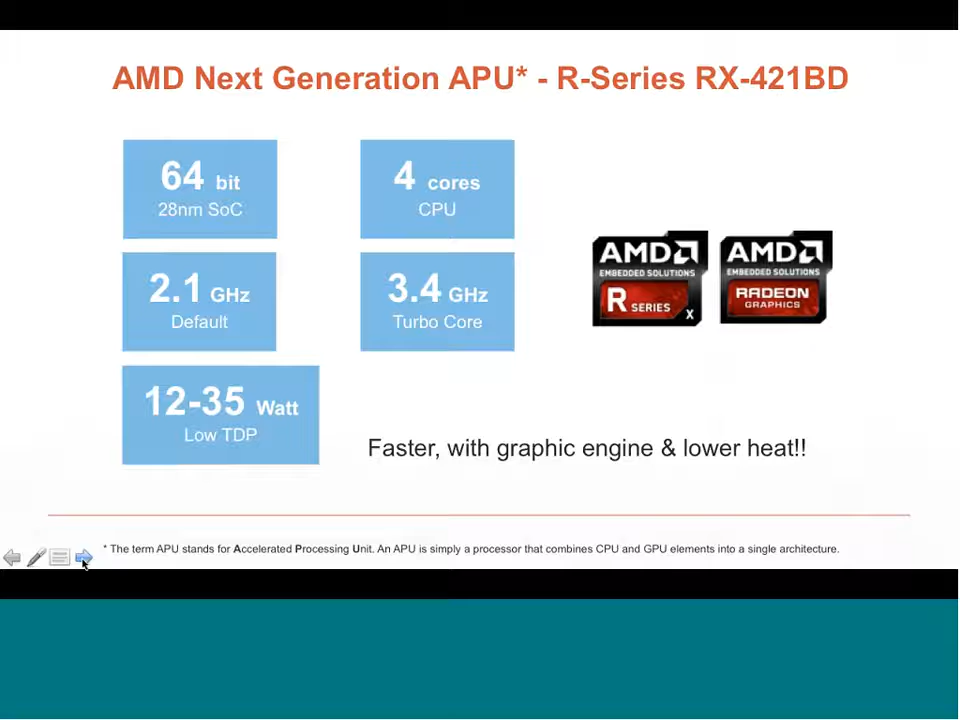 AMD Next Generation APU* - R-Series RX-421BD
64 bit
28nm SoC
4 cores
CPU
2.1 GHz
Default
3.4 GHz
Turbo Core
12-35 Watt
Low TDP
AMD
EMBEDDED SOLUTIONS
R SERIES
X
AMD
EMBEDDED SOLUTIONS
RADEON
GRAPHICS
Faster, with graphic engine & lower heat!!
* The term APU stands for Accelerated Processing Unit. An APU is simply a processor that combines CPU and GPU elements into a single architecture.